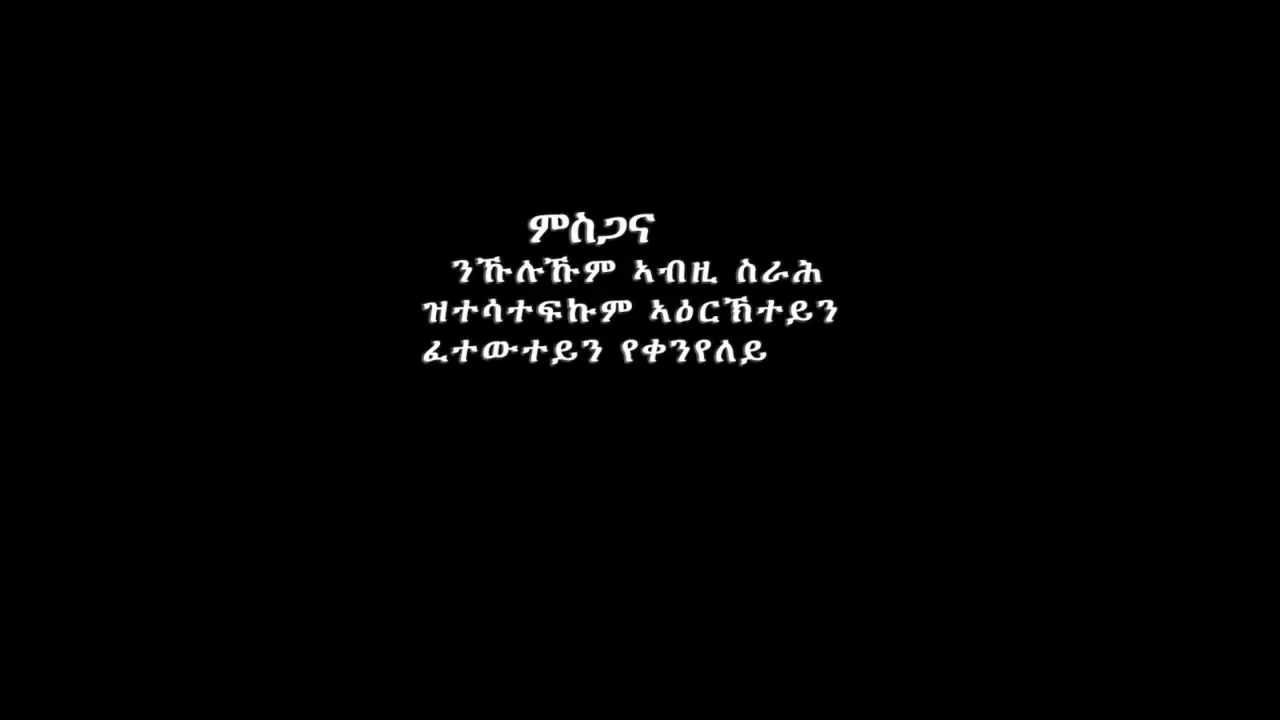 ምስጋና
ንኹሉኹም ኣብዚ ስራሕ
ዝተሳተፍኩም ኣዕርኽተይን
ፈተውተይን የቀንየለይ